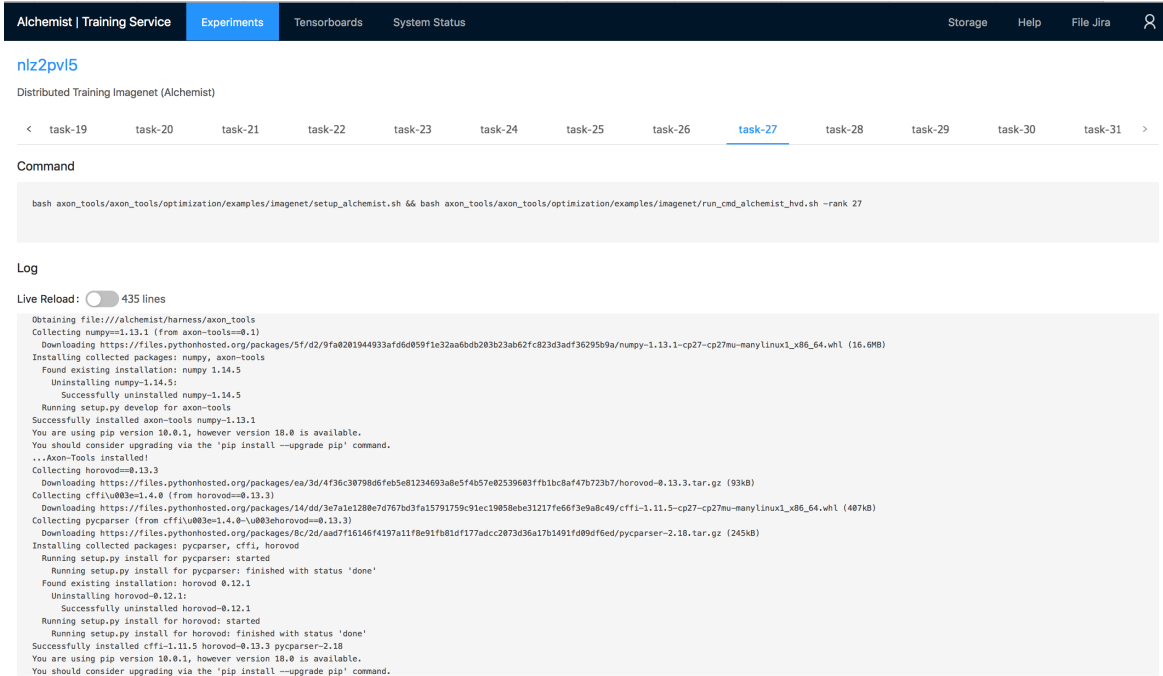 Alchemist | Training Service Experiments Tensorboards System Status Storage Help File Jira
nlz2pvl5
Distributed Training Imagenet (Alchemist)
< task-19 task-20 task-21 task-22 task-23 task-24 task-25 task-26 task-27 task-28 task-29 task-30 task-31 >
Command
bash axon_tools/axon_tools/optimization/examples/imagenet/setup_alchemist.sh && bash axon_tools/axon_tools/optimization/examples/imagenet/run_cmd_alchemist_hvd.sh -rank 27
Log
Live Reload: 435 lines
Obtaining file:///alchemist/harness/axon_tools
Collecting numpy==1.13.1 (from axon-tools==0.1)
Downloading https://files.pythonhosted.org/packages/5f/d2/9fa0201944933afd6d059f1e32aa6bdb203b23ab62fc823d3adf36295b9a/numpy-1.13.1-cp27-cp27mu-manylinux1_x86_64.whl (16.6MB)
Installing collected packages: numpy, axon-tools
Found existing installation: numpy 1.14.5
Uninstalling numpy-1.14.5:
Successfully uninstalled numpy-1.14.5
Running setup.py develop for axon-tools
Successfully installed axon-tools numpy-1.13.1
You are using pip version 10.0.1, however version 18.0 is available.
You should consider upgrading via the 'pip install --upgrade pip' command.
...Axon-Tools installed!
Collecting horovod==0.13.3
Downloading https://files.pythonhosted.org/packages/ea/3d/4f36c30798d6feb5e81234693a8e5f4b57e02539603ffb1bc8af47b723b7/horovod-0.13.3.tar.gz (93kB)
Collecting cffi\u003e=1.4.0 (from horovod==0.13.3)
Downloading https://files.pythonhosted.org/packages/14/dd/3e7a1e1280e7d767bd3fa15791759c91ec19058ebe31217fe66f3e9a8c49/cffi-1.11.5-cp27-cp27mu-manylinux1_x86_64.whl (407kB)
Collecting pycparser (from cffi\u003e=1.4.0-\u003ehorovod==0.13.3)
Downloading https://files.pythonhosted.org/packages/8c/2d/aad7f16146f4197a11f8e91fb81df177adcc2073d36a17b1491fd09df6ed/pycparser-2.18.tar.gz (245kB)
Installing collected packages: pycparser, cffi, horovod
Running setup.py install for pycparser: started
Running setup.py install for pycparser: finished with status 'done'
Found existing installation: horovod 0.12.1
Uninstalling horovod-0.12.1:
Successfully uninstalled horovod-0.12.1
Running setup.py install for horovod: started
Running setup.py install for horovod: finished with status 'done'
Successfully installed cffi-1.11.5 horovod-0.13.3 pycparser-2.18
You are using pip version 10.0.1, however version 18.0 is available.
You should consider upgrading via the 'pip install --upgrade pip' command.